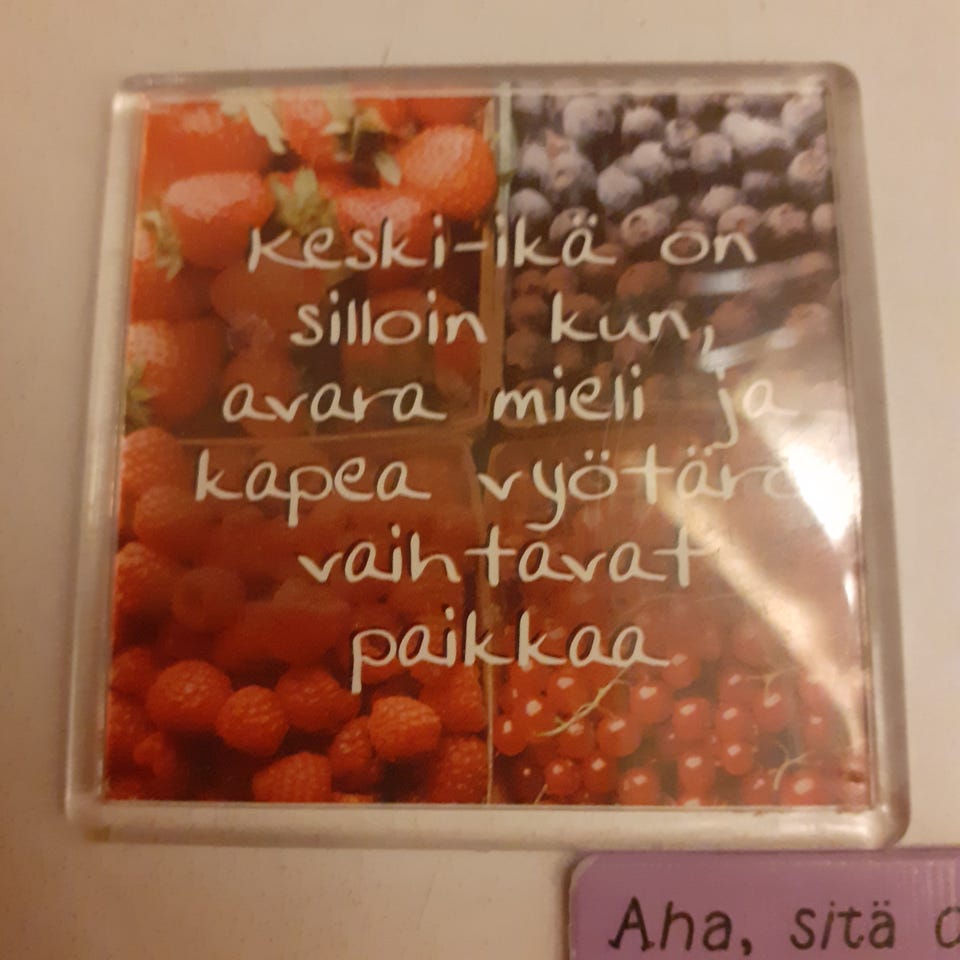 Keski-ikä on
silloin kun,
avara mieli ja
kapea vyötärö
vaihtavat
paikkaa
Aha, sitä